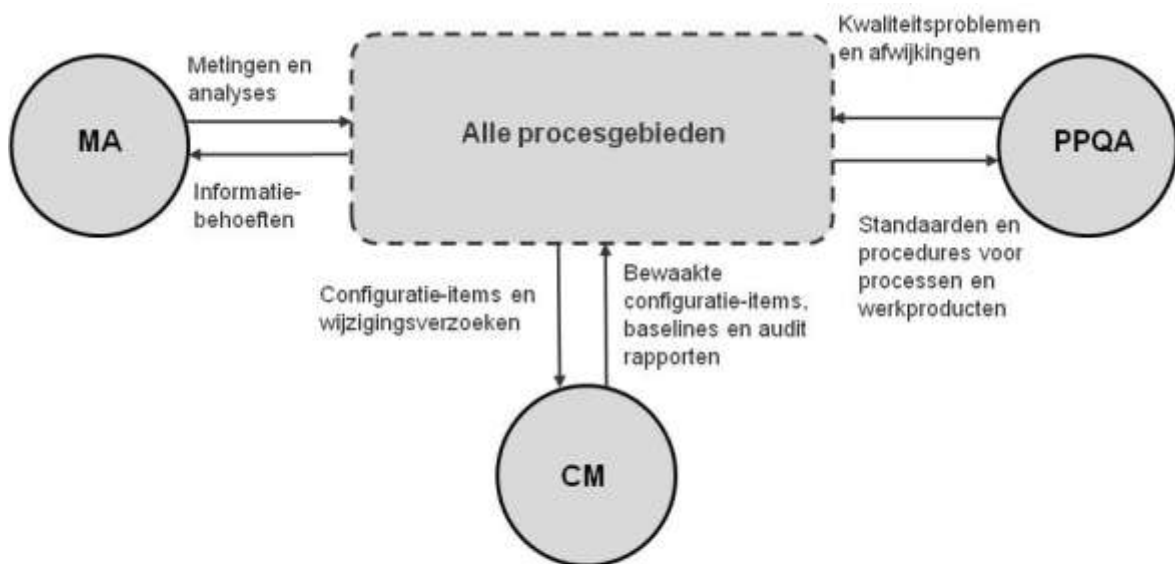 Kwaliteitsproblemen
en afwijkingen
Metingen en
analyses
MA
Alle procesgebieden
PPQA
Informatie-
behoeften
Standaarden en
procedures voor
processen en
werkproducten
Configuratie-items en
wijzigingsverzoeken
Bewaakte
configuratie-items,
baselines en audit
rapporten
CM